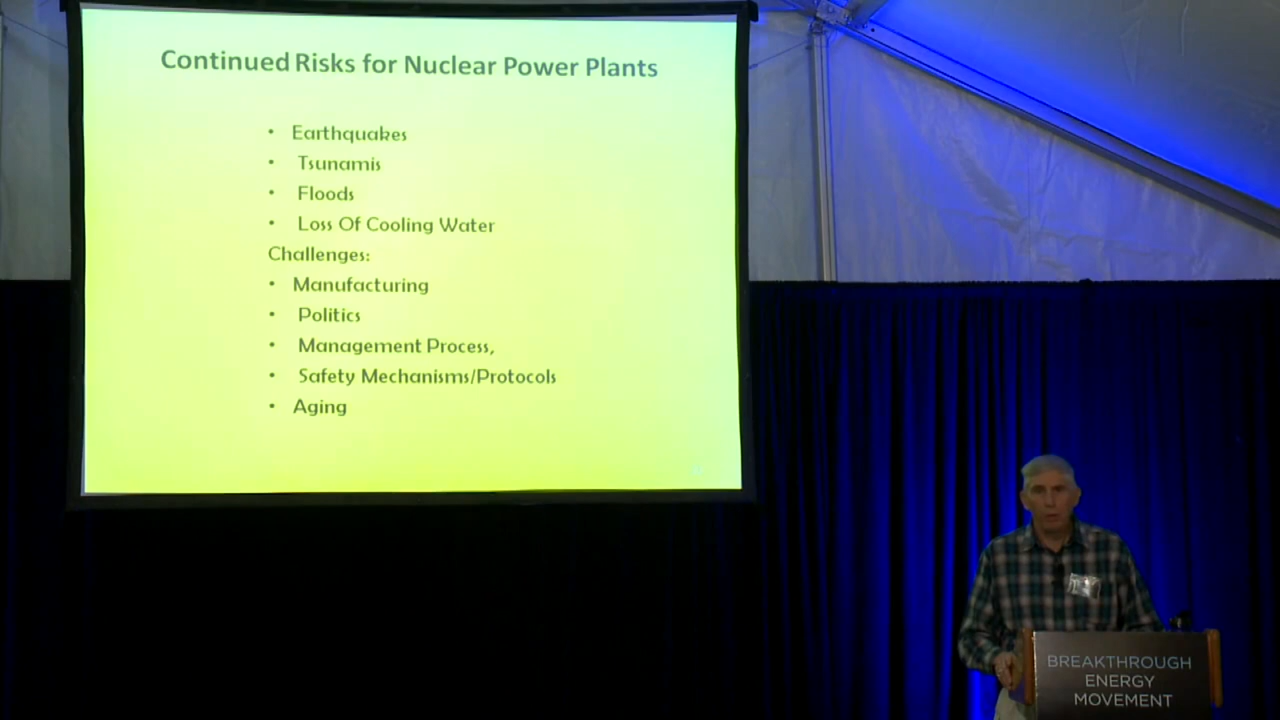 Continued Risks for Nuclear Power Plants
• Earthquakes
• Tsunamis
• Floods
• Loss Of Cooling Water
Challenges:
• Manufacturing
• Politics
• Management Process,
• Safety Mechanisms/Protocols
• Aging
BREAKTHROUGH
ENERGY
MOVEMENT